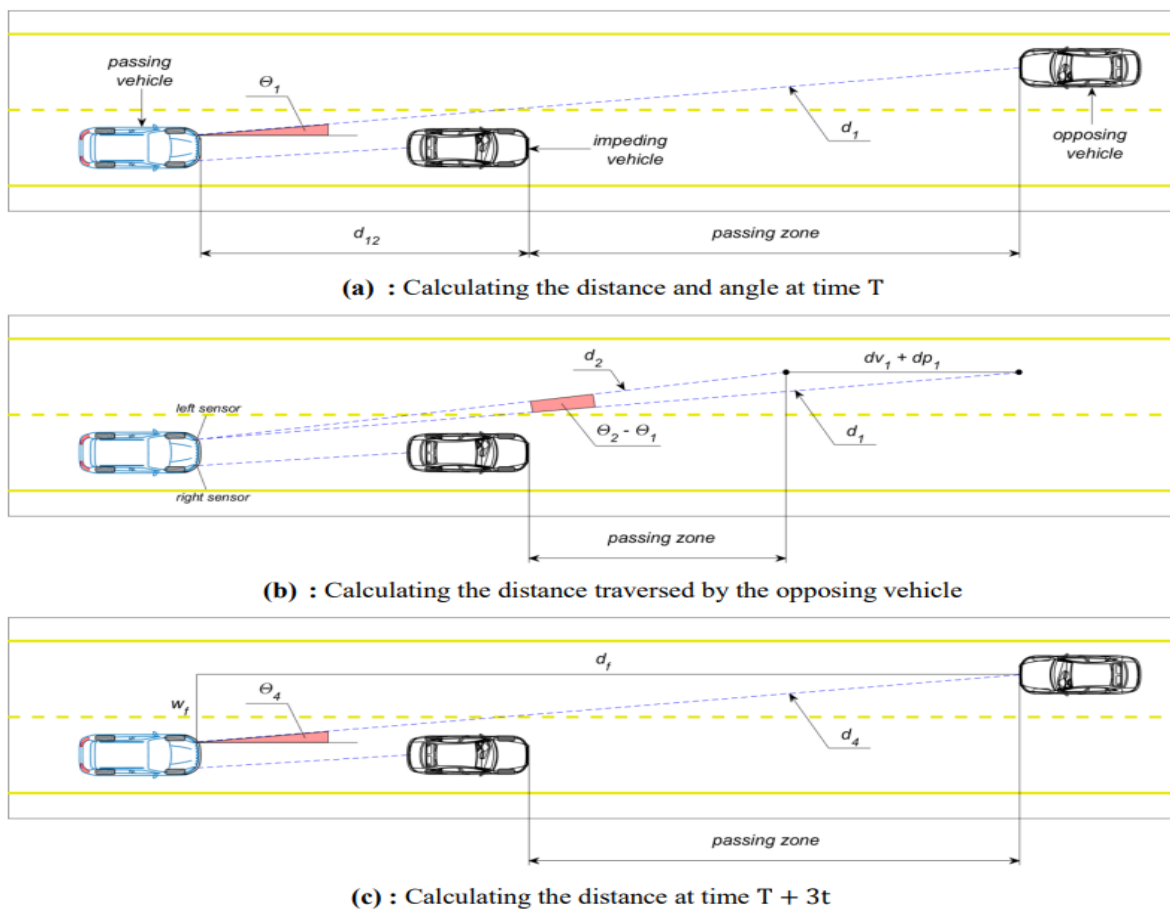 passing
vehicle
Θ1
d1
impeding
vehicle
opposing
vehicle
d12
passing zone
(a) : Calculating the distance and angle at time T
d2
dv1 + dp1
left sensor
Θ2 - Θ1
d1
right sensor
passing zone
(b) : Calculating the distance traversed by the opposing vehicle
df
wf
Θ4
d4
passing zone
(c) : Calculating the distance at time T + 3t